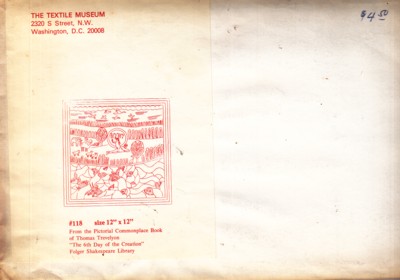 THE TEXTILE MUSEUM
2320 S Street, N.W.
Washington, D.C. 20008
$4.50
#118 size 12" x 12"
From the Pictorial Commonplace Book
of Thomas Trevelyon
"The 6th Day of the Creation"
Folger Shakespeare Library